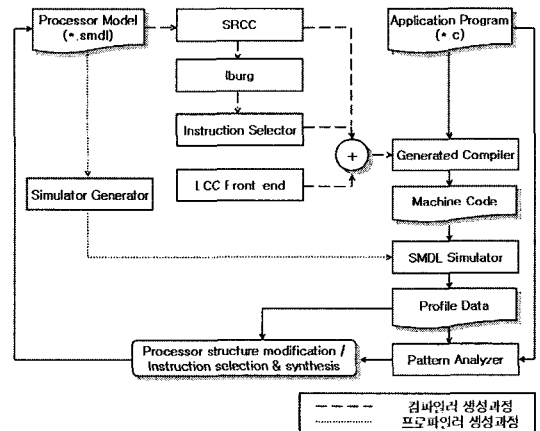 Processor Model
(*.smdl)
SRCC
Application Program
(*.c)
lburg
Instruction Selector
+
Generated Compiler
LCC Front-end
Simulator Generator
Machine Code
SMDL Simulator
Profile Data
Processor structure modification /
Instruction selection & synthesis
Pattern Analyzer
컴파일러 생성과정
프로파일러 생성과정